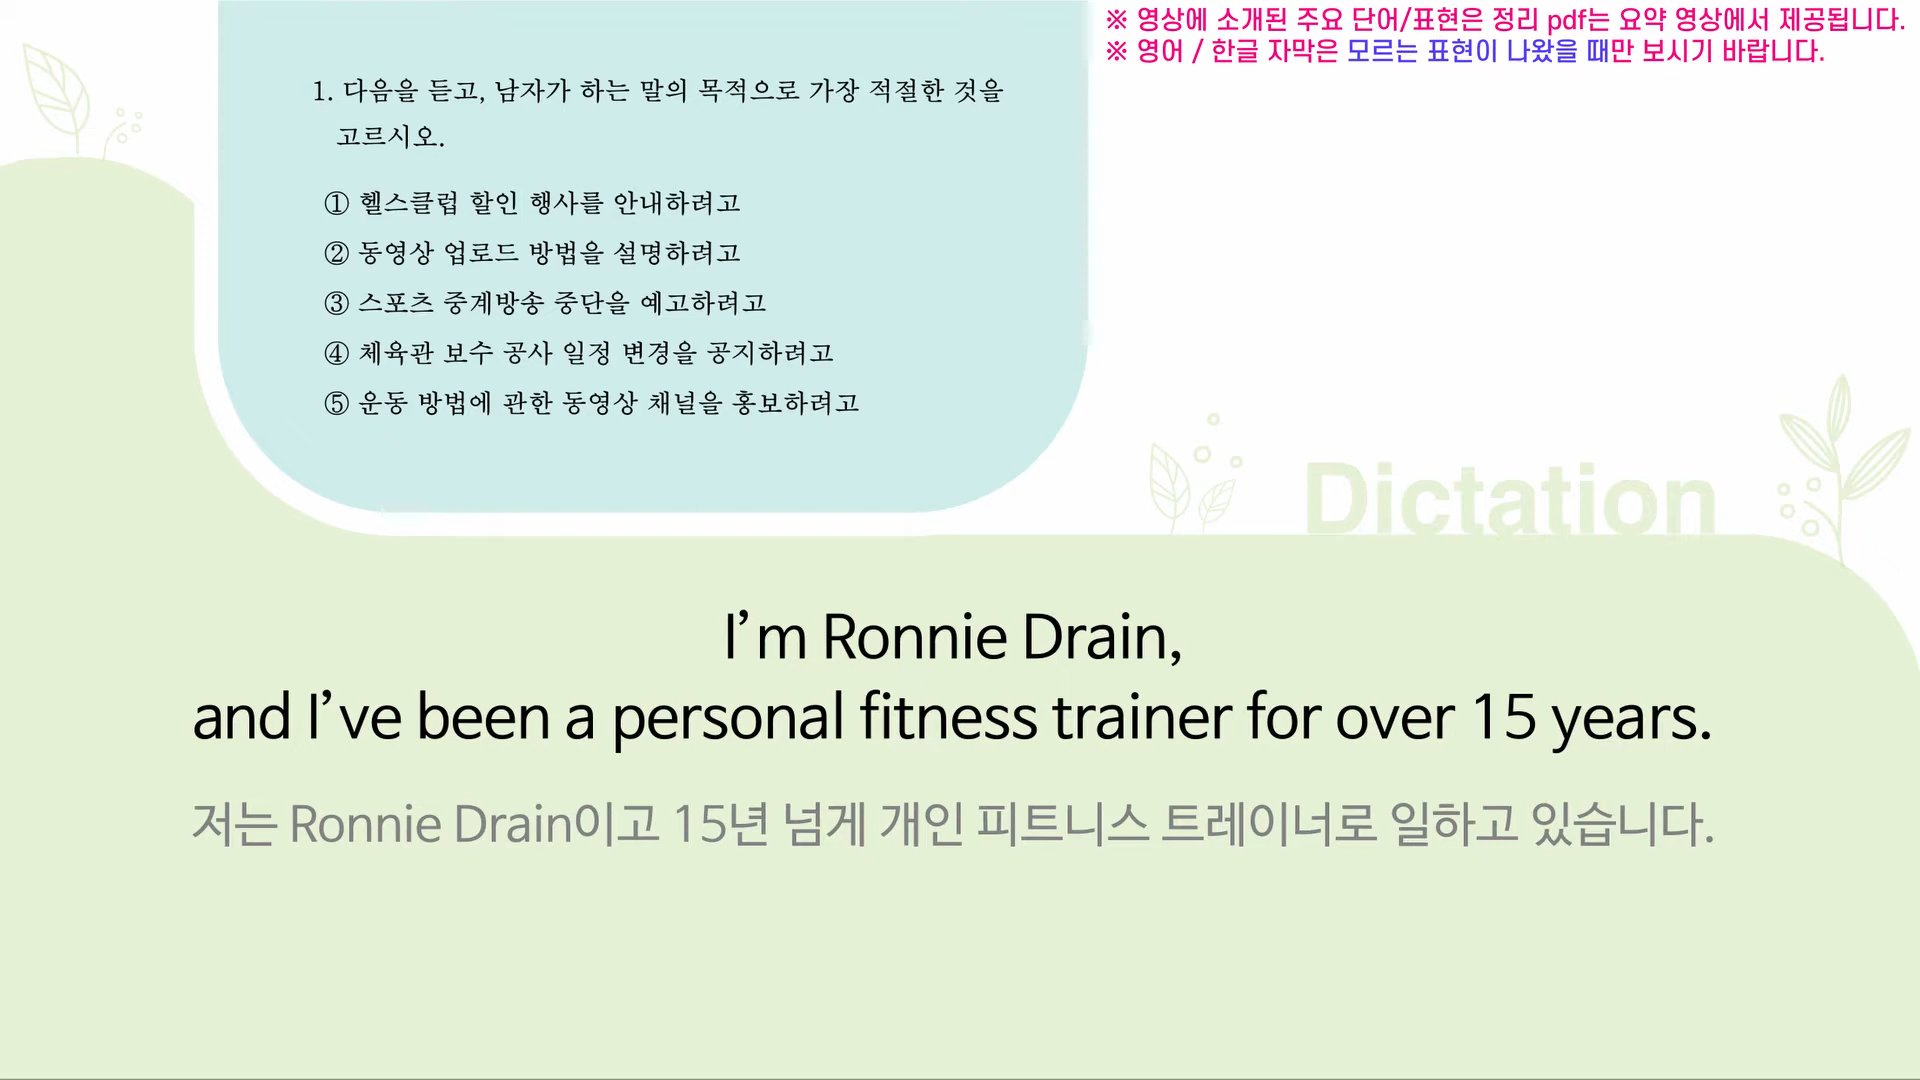 ※ 영상에 소개된 주요 단어/표현은 정리 pdf는 요약 영상에서 제공됩니다.
※ 영어 / 한글 자막은 모르는 표현이 나왔을 때만 보시기 바랍니다.
1. 다음을 듣고, 남자가 하는 말의 목적으로 가장 적절한 것을
고르시오.
① 헬스클럽 할인 행사를 안내하려고
② 동영상 업로드 방법을 설명하려고
③ 스포츠 중계방송 중단을 예고하려고
④ 체육관 보수 공사 일정 변경을 공지하려고
⑤ 운동 방법에 관한 동영상 채널을 홍보하려고
Dictation
I’m Ronnie Drain,
and I’ve been a personal fitness trainer for over 15 years.
저는 Ronnie Drain이고 15년 넘게 개인 피트니스 트레이너로 일하고 있습니다.